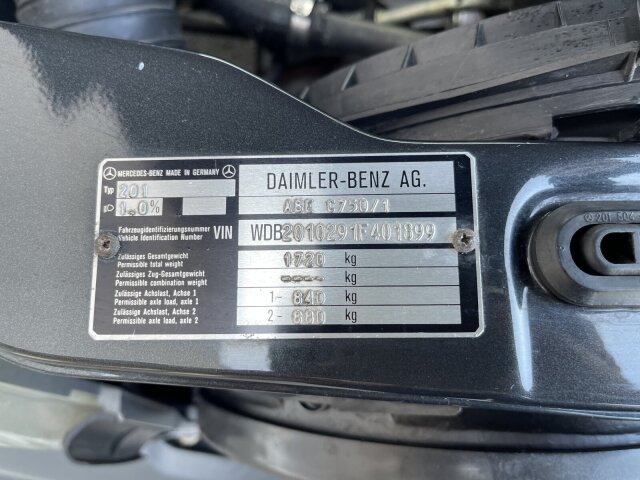 MERCEDES-BENZ MADE IN GERMANY
Typ 201
1.0%
DAIMLER-BENZ AG.
ABE C750/1
Fahrzeugidentifizierungsnummer
Vehicle Identification Number VIN WDB2010291F401899
Zulässiges Gesamtgewicht
Permissible total weight 1720 kg
Zulässiges Zug-Gesamtgewicht
Permissible combination weight ---- kg
Zulässige Achslast, Achse 1
Permissible axle load, axle 1 1- 840 kg
Zulässige Achslast, Achse 2
Permissible axle load, axle 2 2- 880 kg
201 504